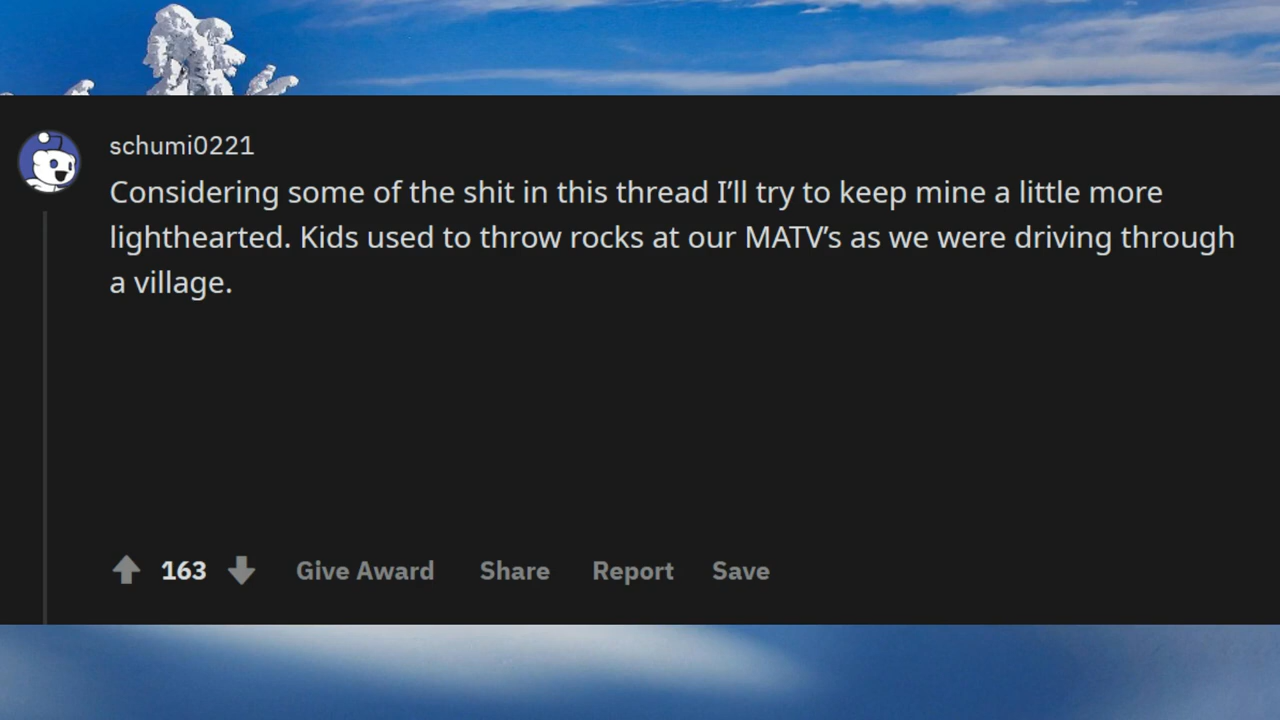 schumi0221
Considering some of the shit in this thread I’ll try to keep mine a little more
lighthearted. Kids used to throw rocks at our MATV’s as we were driving through
a village.
163 Give Award Share Report Save